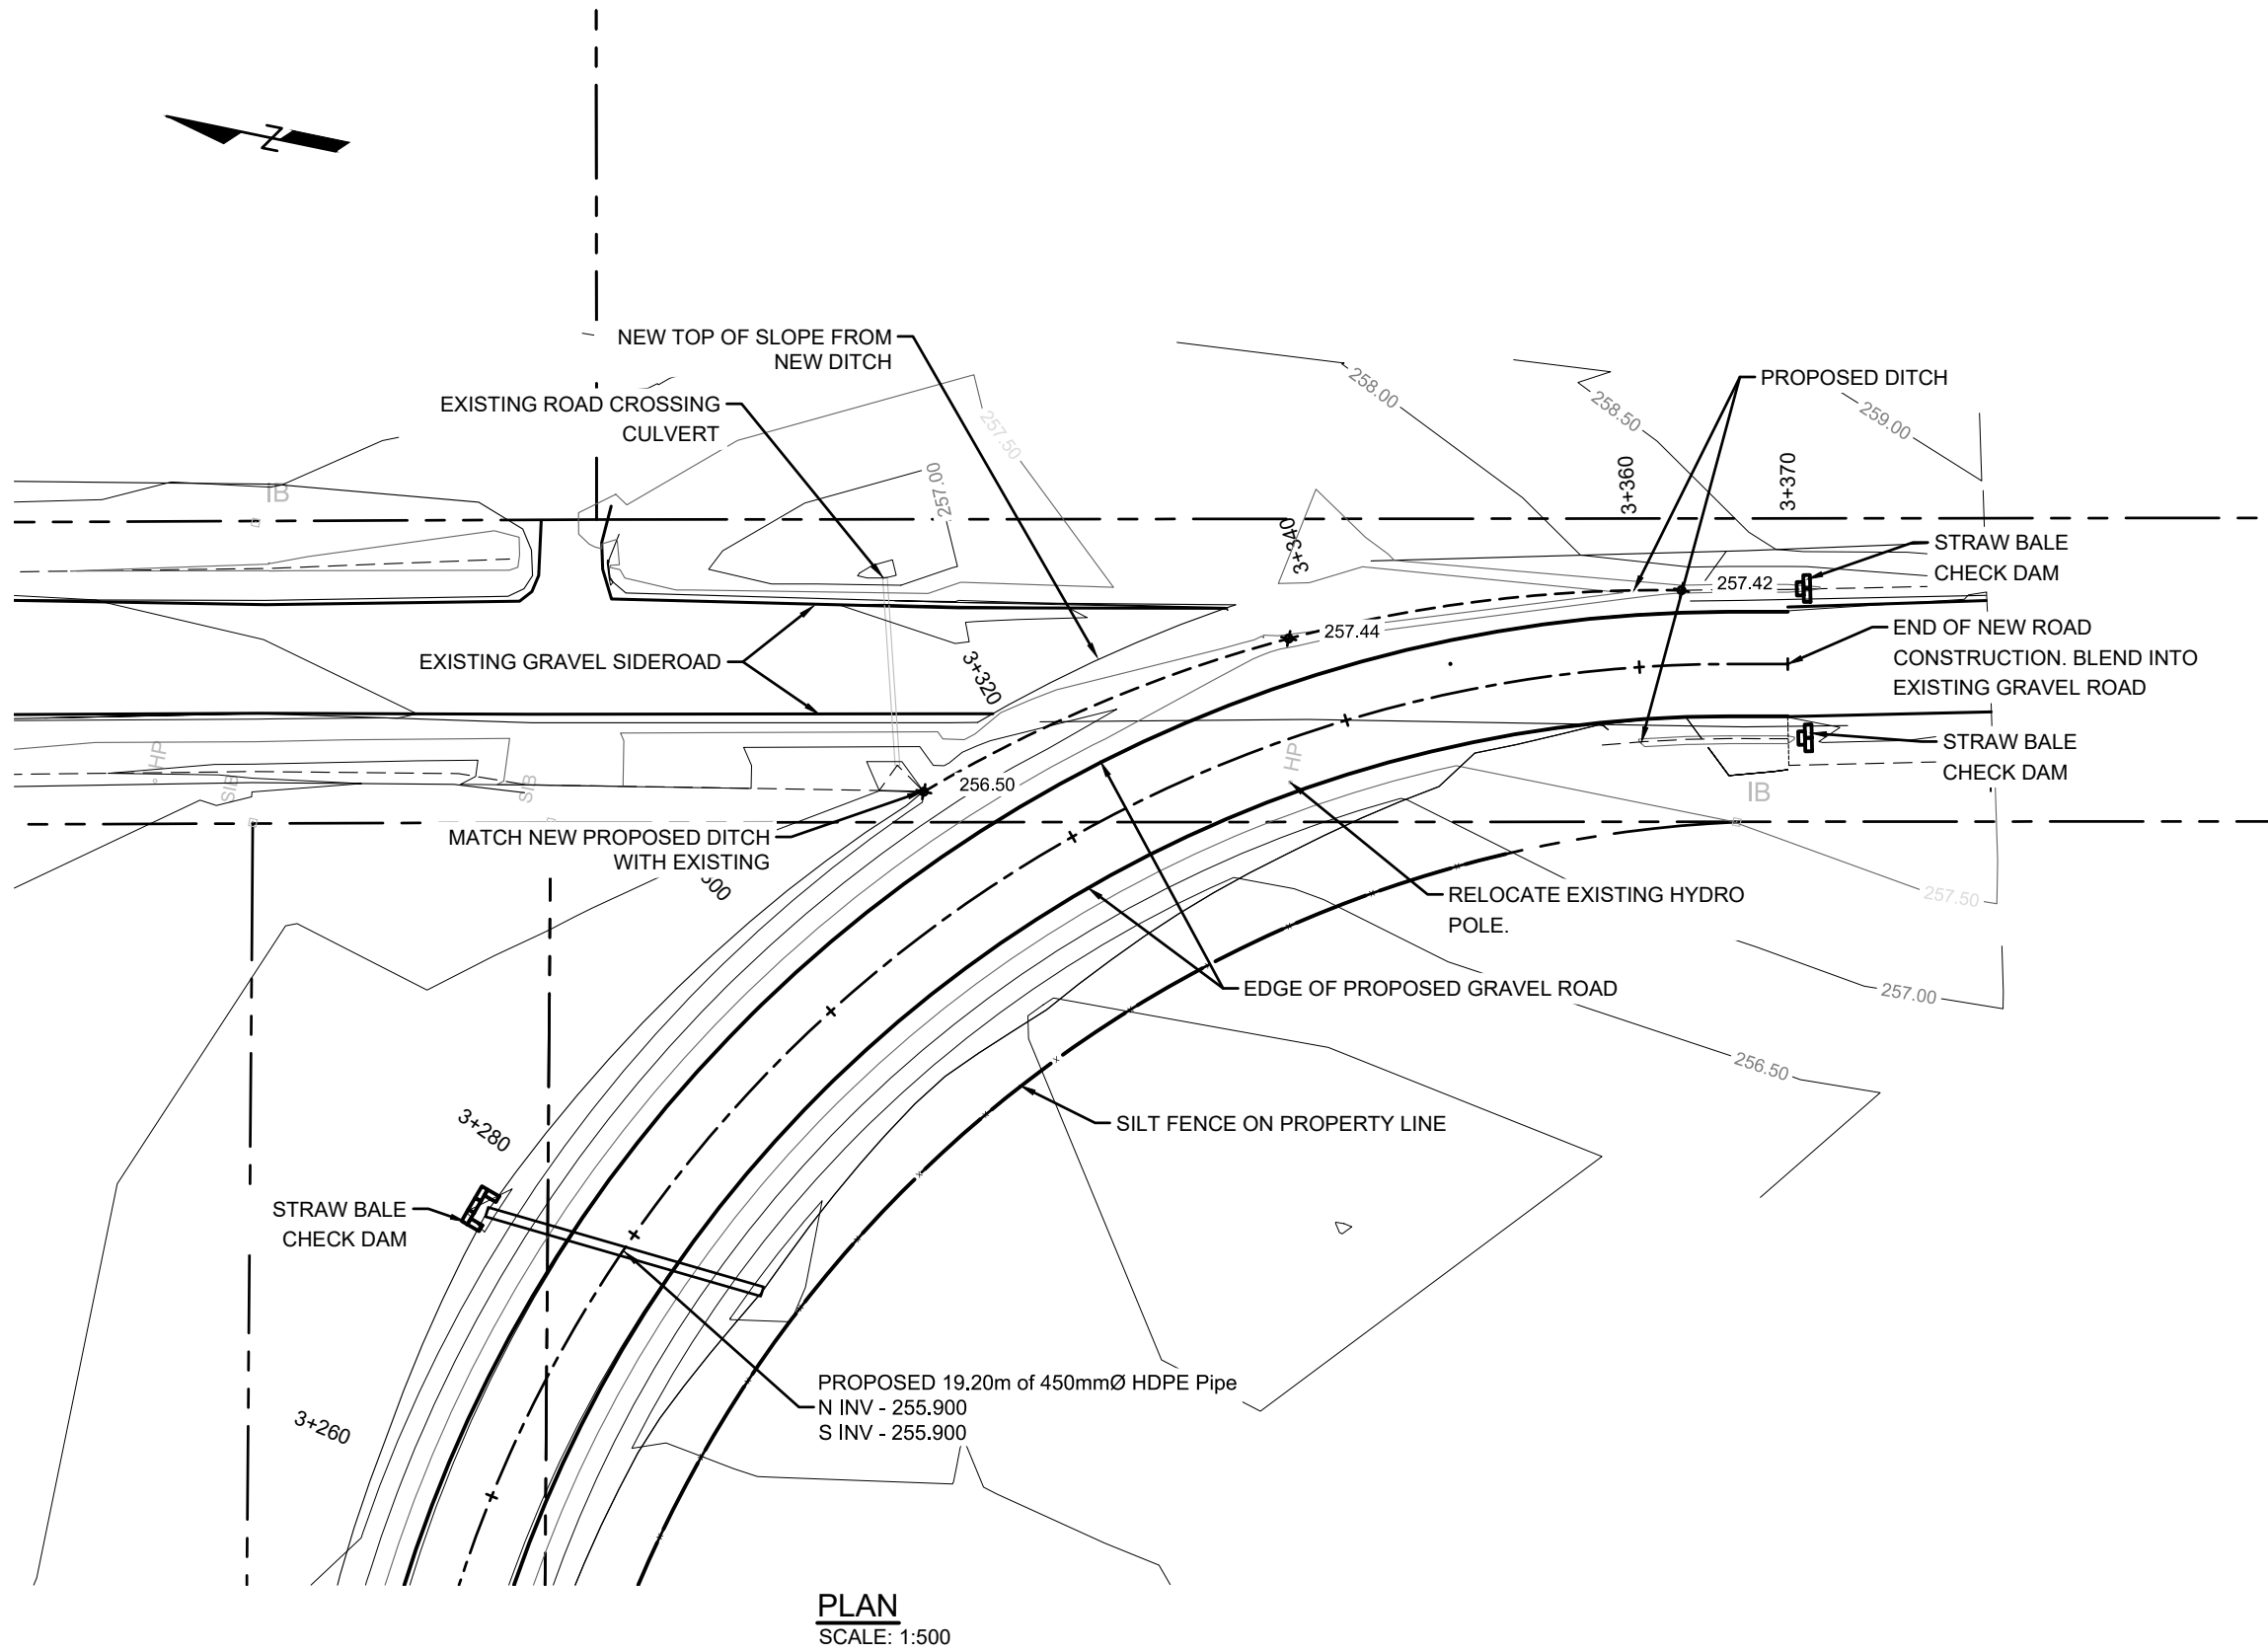 Z
NEW TOP OF SLOPE FROM
NEW DITCH
EXISTING ROAD CROSSING
CULVERT
PROPOSED DITCH
258.00
258.50
259.00
257.50
257.00
IB
3+340
3+360
3+370
STRAW BALE
CHECK DAM
257.42
257.44
END OF NEW ROAD
CONSTRUCTION. BLEND INTO
EXISTING GRAVEL ROAD
EXISTING GRAVEL SIDEROAD
3+320
HP
SIB
SIB
HP
256.50
STRAW BALE
CHECK DAM
IB
MATCH NEW PROPOSED DITCH
WITH EXISTING
RELOCATE EXISTING HYDRO
POLE.
257.50
EDGE OF PROPOSED GRAVEL ROAD
257.00
256.50
SILT FENCE ON PROPERTY LINE
3+280
STRAW BALE
CHECK DAM
PROPOSED 19.20m of 450mmØ HDPE Pipe
N INV - 255.900
S INV - 255.900
3+260
PLAN
SCALE: 1:500